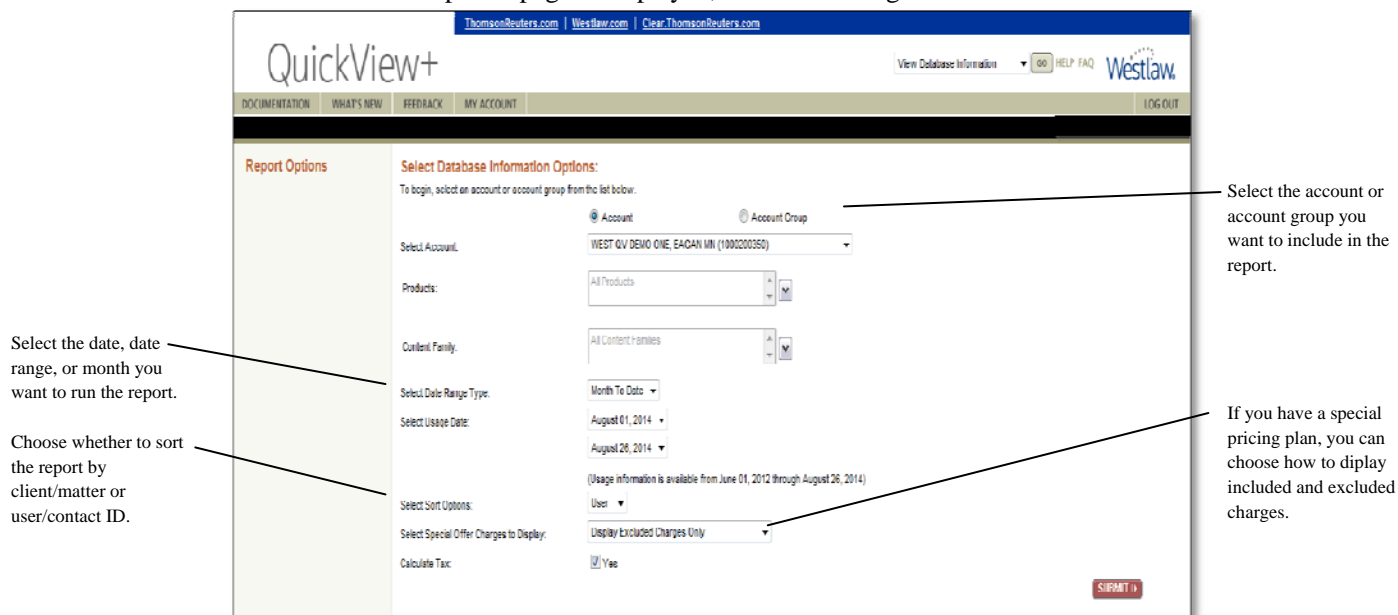 ThomsonReuters.com | Westlaw.com | Clear.ThomsonReuters.com
QuickView+
View Database Information GO HELP FAQ Westlaw.
DOCUMENTATION WHAT'S NEW FEEDBACK MY ACCOUNT LOG OUT
Report Options
Select Database Information Options:
To begin, select an account or account group from the list below.
Account Account Group
Select Account: WEST QV DEMO ONE, EAGAN MN (1000200350)
Products: All Products
Content Family: All Content Families
Select Date Range Type: Month To Date
Select Usage Date: August 01, 2014
August 26, 2014
(Usage information is available from June 01, 2012 through August 26, 2014)
Select Sort Options: User
Select Special Offer Charges to Display: Display Excluded Charges Only
Calculate Tax: Yes
SUBMIT
Select the account or
account group you
want to include in the
report.
Select the date, date
range, or month you
want to run the report.
Choose whether to sort
the report by
client/matter or
user/contact ID.
If you have a special
pricing plan, you can
choose how to diplay
included and excluded
charges.